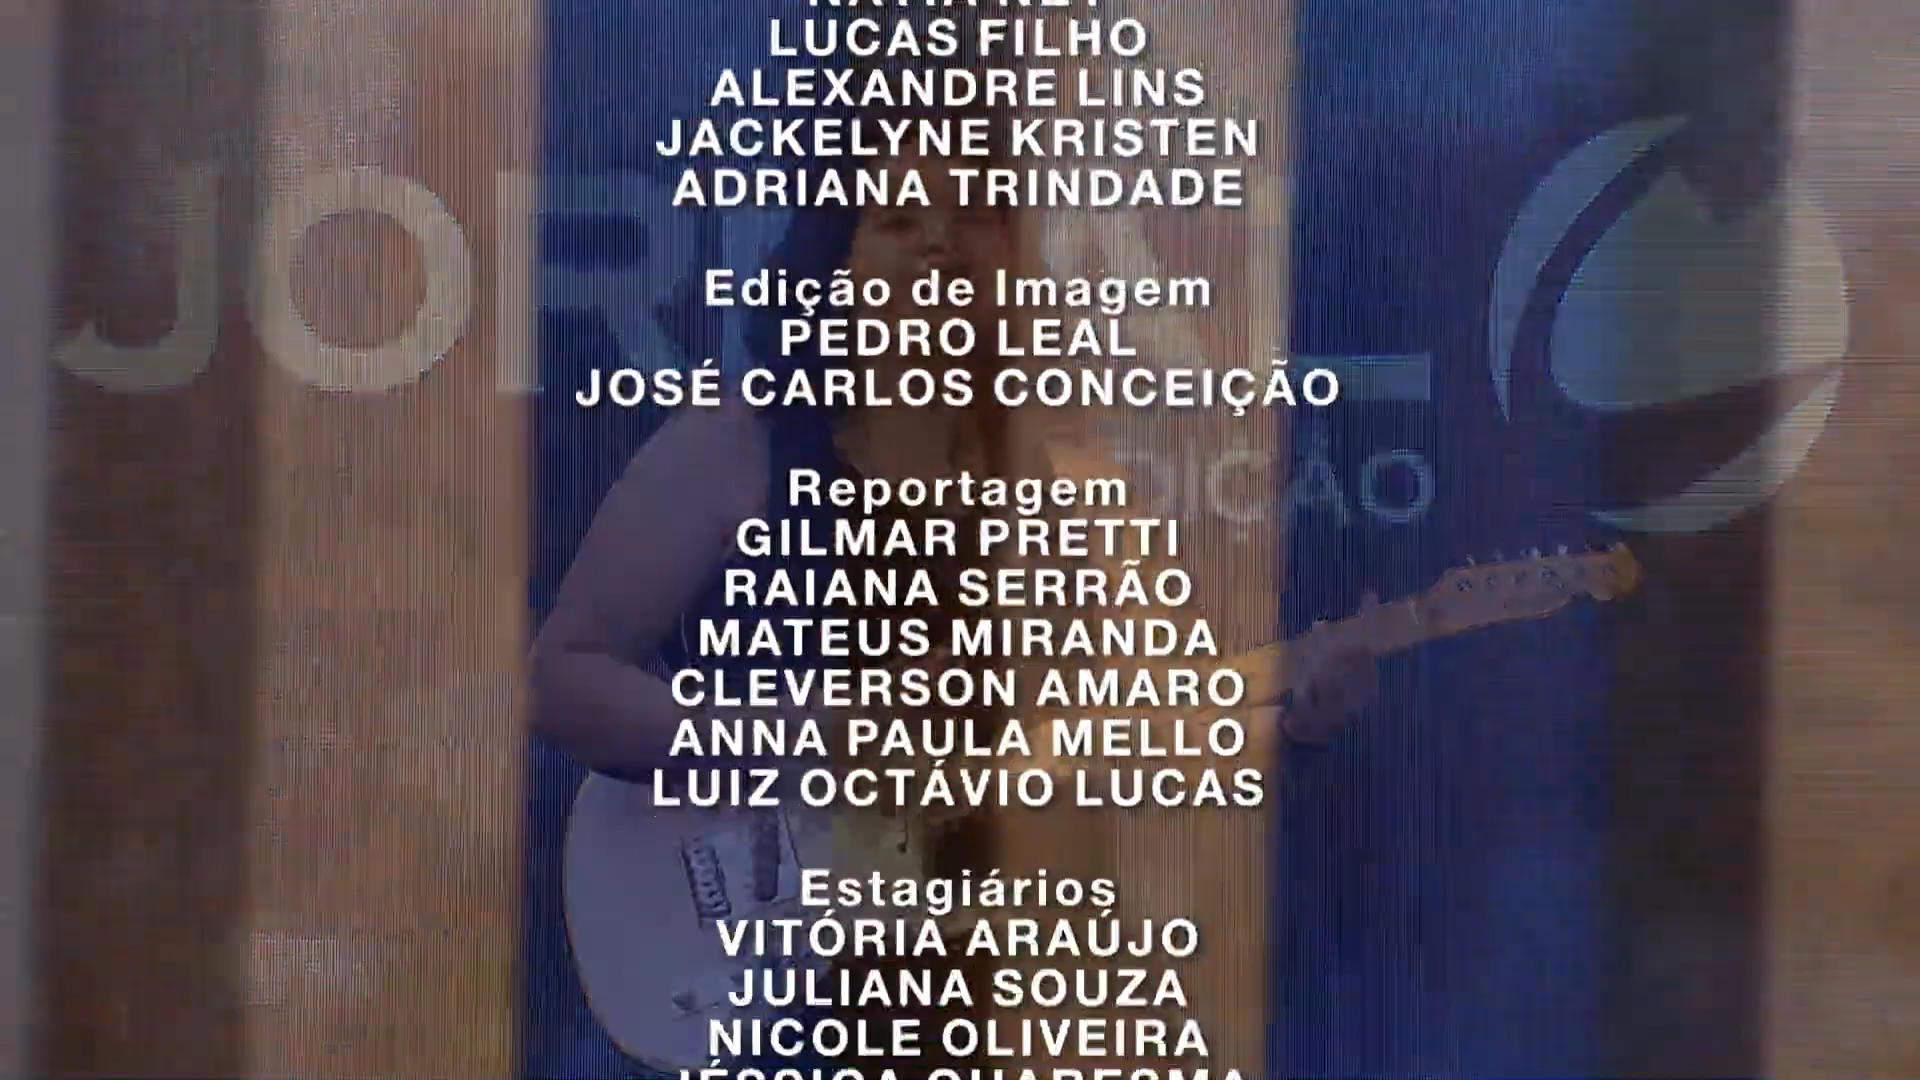 LUCAS FILHO
ALEXANDRE LINS
JACKELYNE KRISTEN
ADRIANA TRINDADE
Edição de Imagem
PEDRO LEAL
JOSÉ CARLOS CONCEIÇÃO
Reportagem
GILMAR PRETTI
RAIANA SERRÃO
MATEUS MIRANDA
CLEVERSON AMARO
ANNA PAULA MELLO
LUIZ OCTÁVIO LUCAS
Estagiários
VITÓRIA ARAÚJO
JULIANA SOUZA
NICOLE OLIVEIRA
JÉSSICA QUARESMA